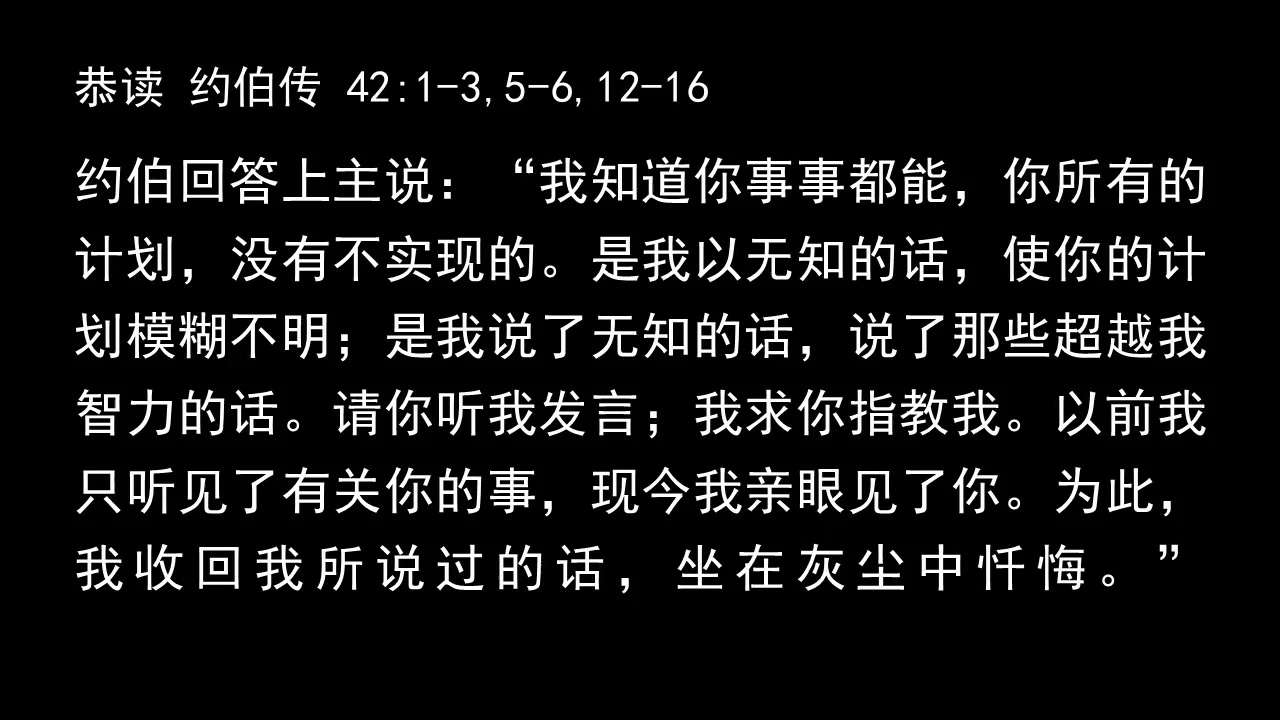 恭读 约伯传 42:1-3,5-6,12-16
约伯回答上主说：“我知道你事事都能，你所有的
计划，没有不实现的。是我以无知的话，使你的计
划模糊不明；是我说了无知的话，说了那些超越我
智力的话。请你听我发言；我求你指教我。以前我
只听见了有关你的事，现今我亲眼见了你。为此，
我收回我所说过的话，坐在灰尘中忏悔。”